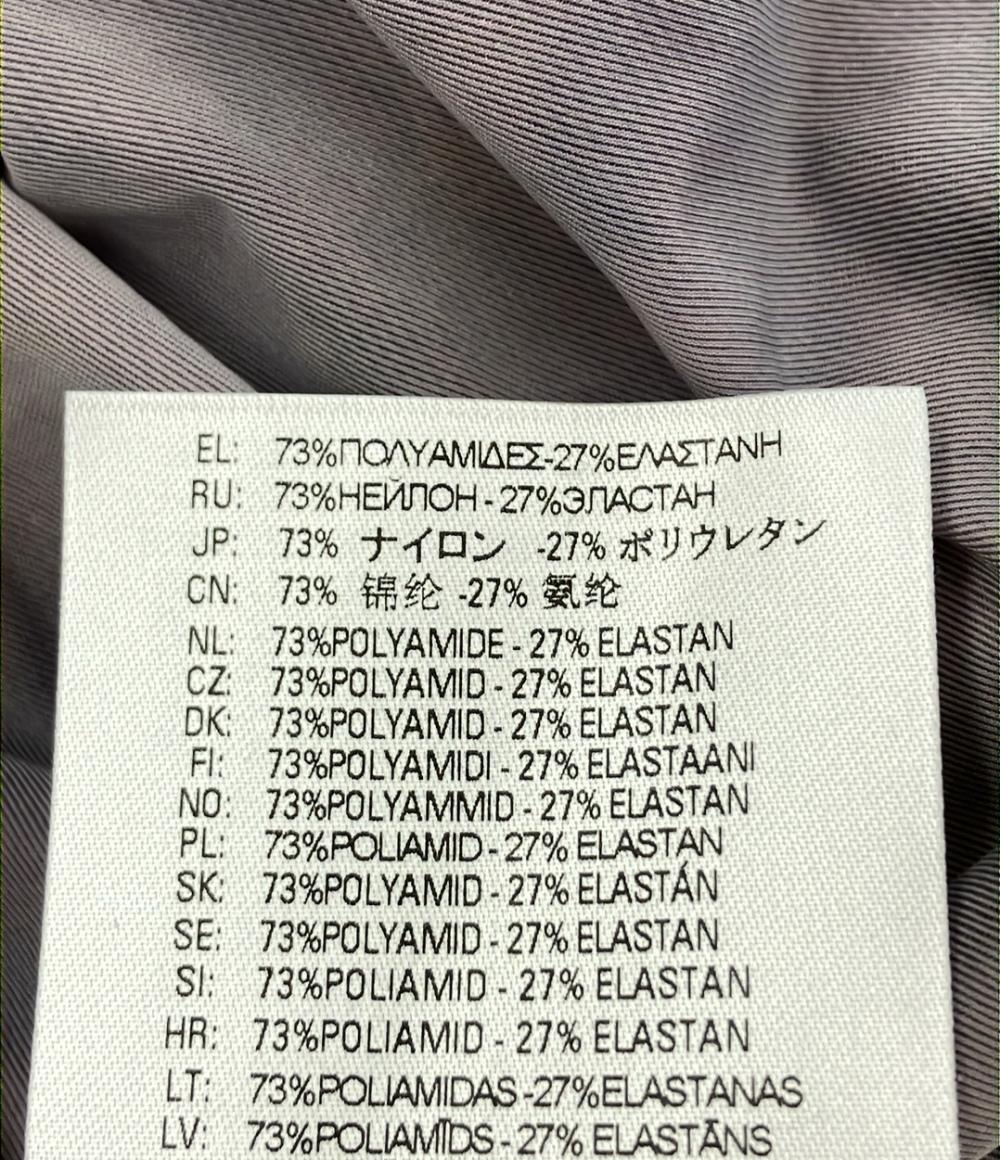 EL: 73%ΠΟΛΥΑΜΙΔΕΣ-27%ΕΛΑΣΤΑΝΗ
RU: 73%НЕЙЛОН - 27%ЭЛАСТАН
JP: 73% ナイロン -27% ポリウレタン
CN: 73% 锦纶 -27% 氨纶
NL: 73%POLYAMIDE - 27% ELASTAN
CZ: 73%POLYAMID - 27% ELASTAN
DK: 73%POLYAMID - 27% ELASTAN
FI: 73%POLYAMIDI - 27% ELASTAANI
NO: 73%POLYAMMID - 27% ELASTAN
PL: 73%POLIAMID - 27% ELASTAN
SK: 73%POLYAMID - 27% ELASTÁN
SE: 73%POLYAMID - 27% ELASTAN
SI: 73%POLIAMID - 27% ELASTAN
HR: 73%POLIAMID - 27% ELASTAN
LT: 73%POLIAMIDAS -27%ELASTANAS
LV: 73%POLIAMĪDS - 27% ELASTĀNS